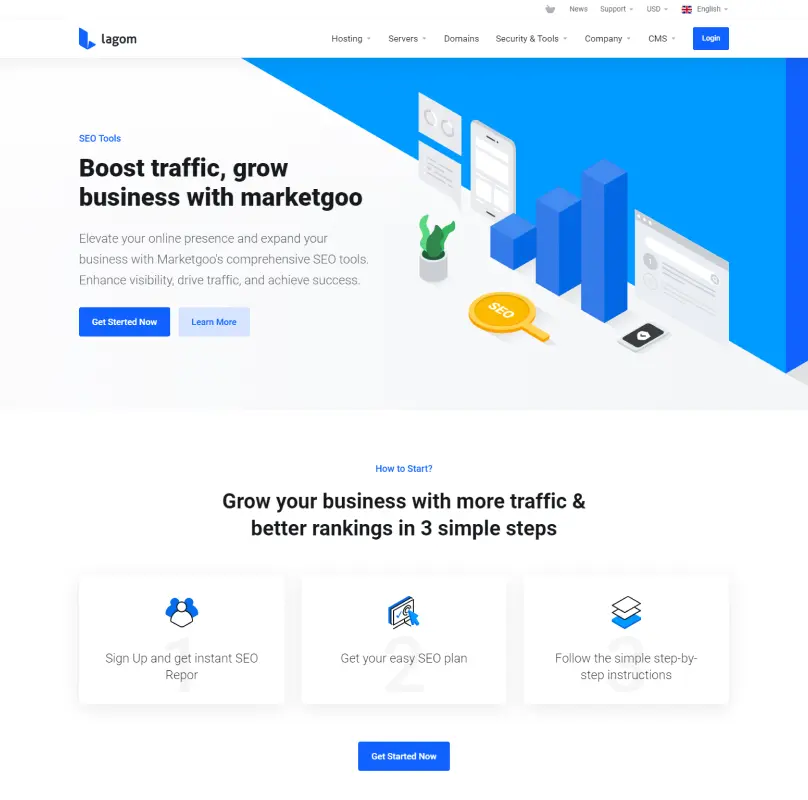 News Support USD English
lagom
Hosting Servers Domains Security & Tools Company CMS Login
SEO Tools
Boost traffic, grow
business with marketgoo
Elevate your online presence and expand your
business with Marketgoo's comprehensive SEO tools.
Enhance visibility, drive traffic, and achieve success.
Get Sterted Now Learn More
SEO
1
How to Start?
Grow your business with more traffic &
better rankings in 3 simple steps
1
Sign Up and get instant SEO
Repor
2
Get your easy SEO plan
3
Follow the simple step-by-
step instructions
Get Started Now